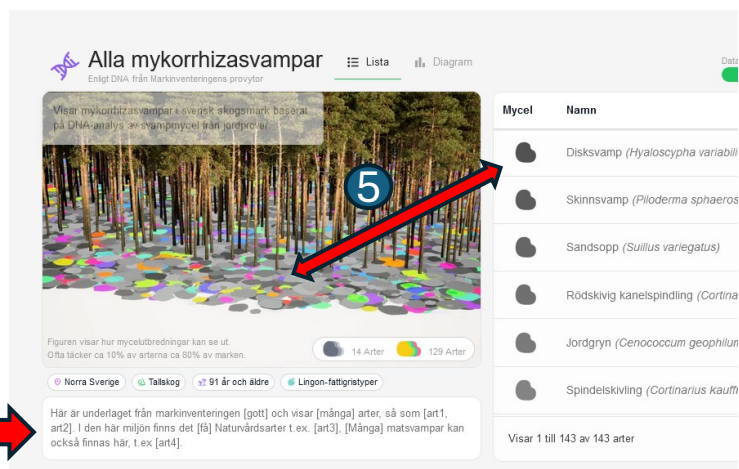 Alla mykorrhizasvampar
Enligt DNA från Markinventeringens provytor
Lista
Diagram
Data
Visar mykorrhizasvampar i svensk skogsmark baserat
på DNA-analys av svampmycel från jordprover
5
Figuren visar hur mycelutbredningar kan se ut.
Ofta täcker ca 10% av arterna ca 80% av marken.
14 Arter
129 Arter
Norra Sverige
Tallskog
91 år och äldre
Lingon-fattigristyper
Här är underlaget från markinventeringen [gott] och visar [många] arter, så som [art1,
art2]. I den här miljön finns det [få] Naturvårdsarter t.ex. [art3], [Många] matsvampar kan
också finnas här, t.ex [art4].
Mycel Namn
Disksvamp (Hyaloscypha variabili
Skinnsvamp (Piloderma sphaeros
Sandsopp (Suillus variegatus)
Rödskivig kanelspindling (Cortina
Jordgryn (Cenococcum geophilum
Spindelskivling (Cortinarius kauffm
Visar 1 till 143 av 143 arter